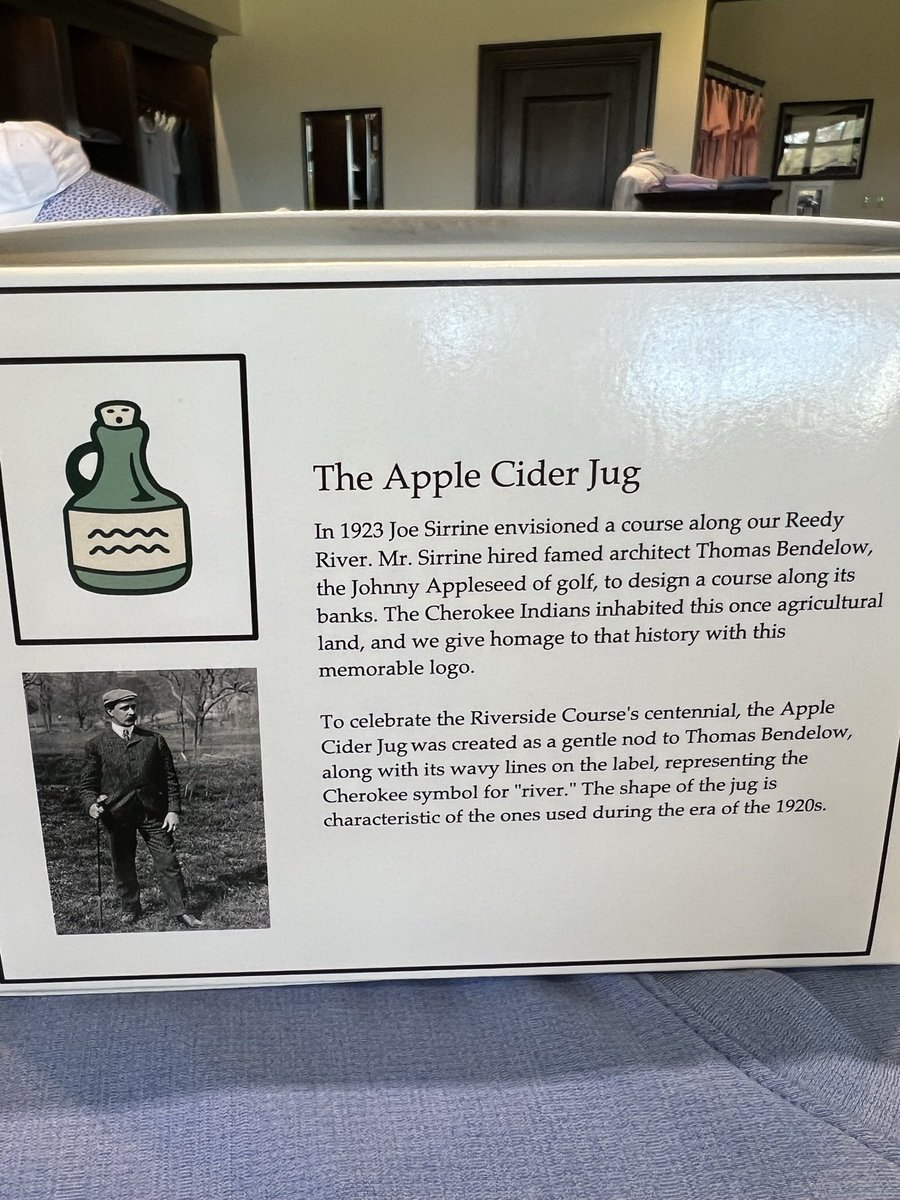 The Apple Cider Jug
In 1923 Joe Sirrine envisioned a course along our Reedy
River. Mr. Sirrine hired famed architect Thomas Bendelow,
the Johnny Appleseed of golf, to design a course along its
banks. The Cherokee Indians inhabited this once agricultural
land, and we give homage to that history with this
memorable logo.
To celebrate the Riverside Course's centennial, the Apple
Cider Jug was created as a gentle nod to Thomas Bendelow,
along with its wavy lines on the label, representing the
Cherokee symbol for "river." The shape of the jug is
characteristic of the ones used during the era of the 1920s.